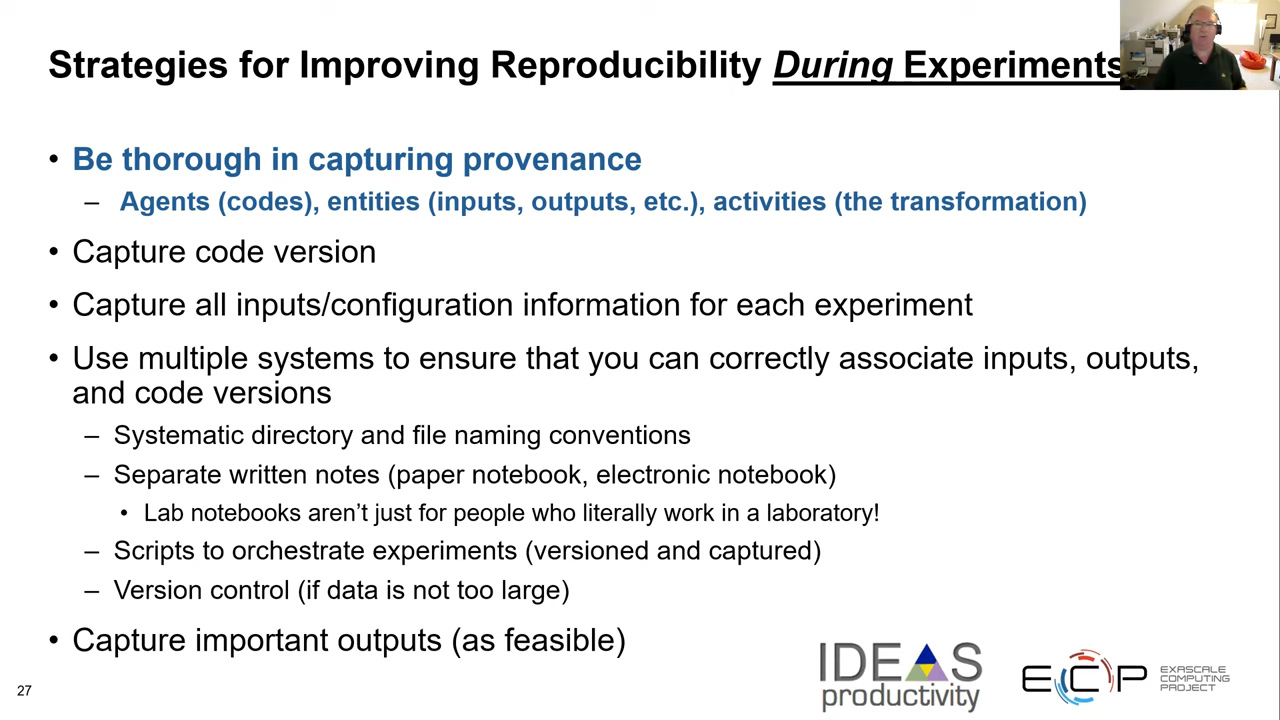 Strategies for Improving Reproducibility During Experiments
• Be thorough in capturing provenance
– Agents (codes), entities (inputs, outputs, etc.), activities (the transformation)
• Capture code version
• Capture all inputs/configuration information for each experiment
• Use multiple systems to ensure that you can correctly associate inputs, outputs,
and code versions
– Systematic directory and file naming conventions
– Separate written notes (paper notebook, electronic notebook)
• Lab notebooks aren’t just for people who literally work in a laboratory!
– Scripts to orchestrate experiments (versioned and captured)
– Version control (if data is not too large)
• Capture important outputs (as feasible)
27
IDEAS
productivity
ECP
EXASCALE
COMPUTING
PROJECT